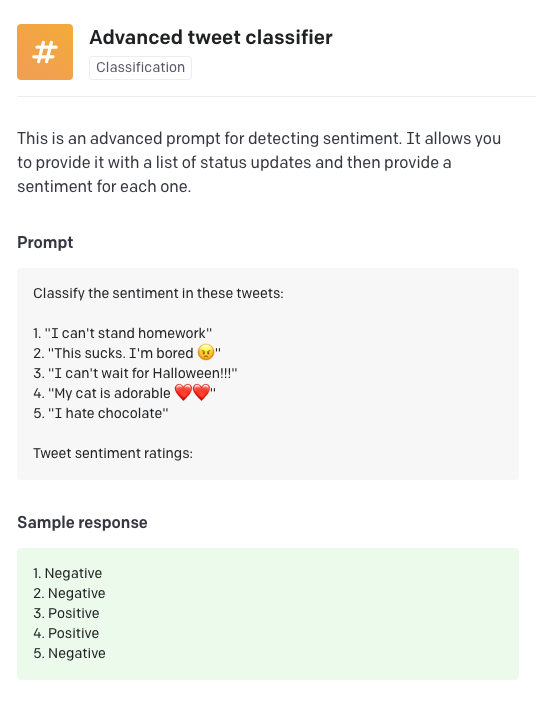 #
Advanced tweet classifier
Classification
This is an advanced prompt for detecting sentiment. It allows you
to provide it with a list of status updates and then provide a
sentiment for each one.
Prompt
Classify the sentiment in these tweets:
1. "I can't stand homework"
2. "This sucks. I'm bored 😠"
3. "I can't wait for Halloween!!!"
4. "My cat is adorable ❤️❤️"
5. "I hate chocolate"
Tweet sentiment ratings:
Sample response
1. Negative
2. Negative
3. Positive
4. Positive
5. Negative